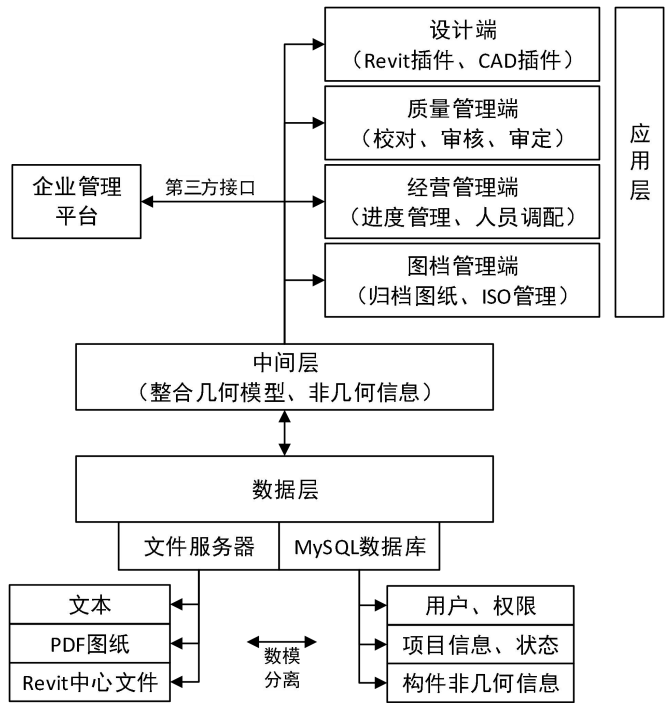 设计端
（Revit插件、CAD插件）
质量管理端
（校对、审核、审定）
经营管理端
（进度管理、人员调配）
图档管理端
（归档图纸、ISO管理）
应用层
企业管理
平台
第三方接口
中间层
（整合几何模型、非几何信息）
数据层
文件服务器
MySQL数据库
文本
PDF图纸
Revit中心文件
数模
分离
用户、权限
项目信息、状态
构件非几何信息